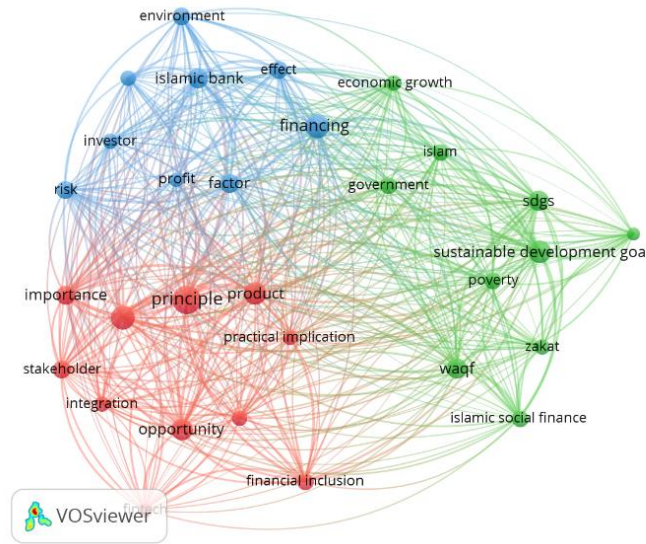 environment
islamic bank
effect
economic growth
financing
investor
islam
risk
profit
factor
government
sdgs
sustainable development goa
poverty
importance
principle
product
practical implication
zakat
stakeholder
waqf
integration
opportunity
islamic social finance
financial inclusion
fintech
VOSviewer